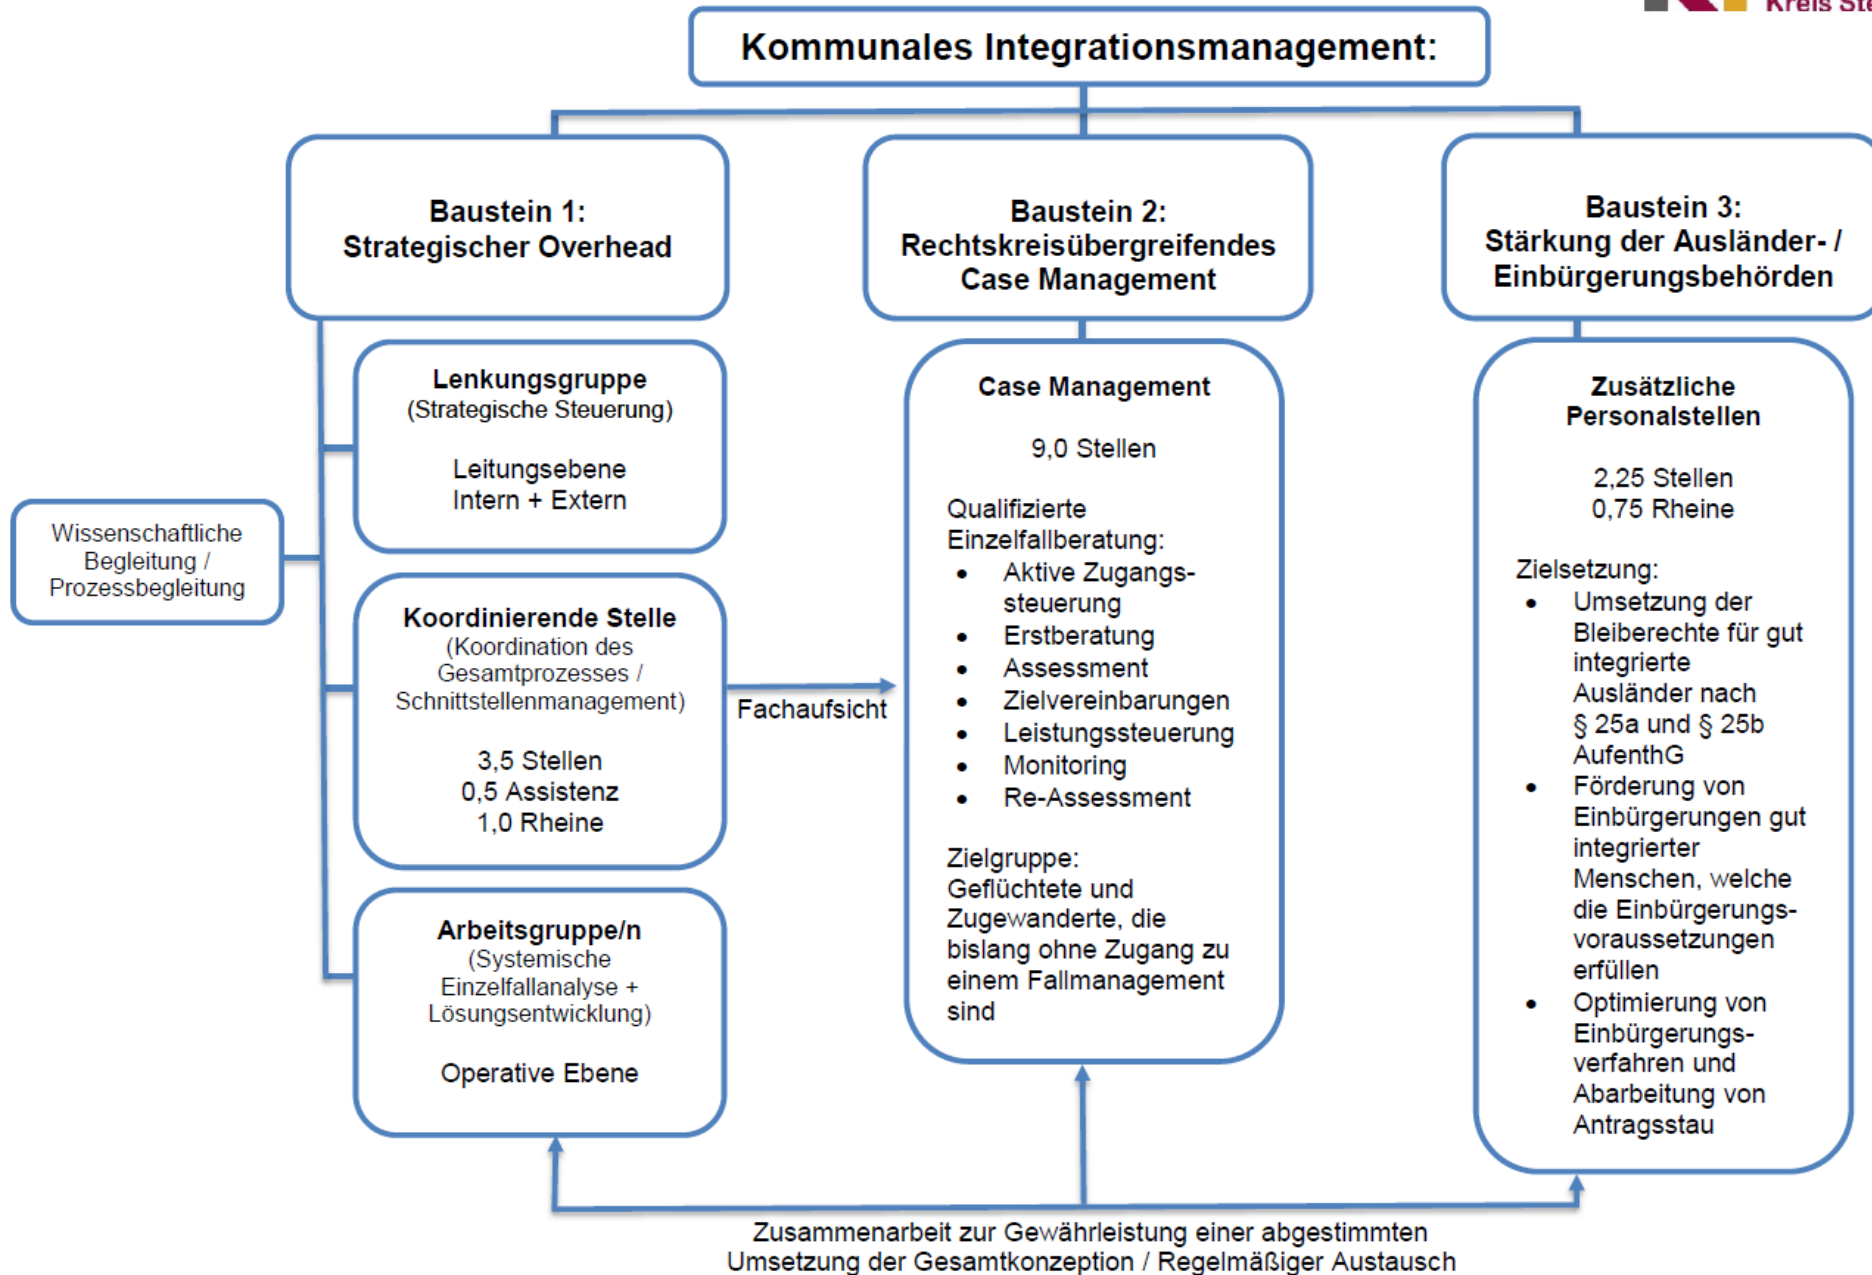 Kreis Ste
Kommunales Integrationsmanagement:
Baustein 1:
Strategischer Overhead
Baustein 2:
Rechtskreisübergreifendes
Case Management
Baustein 3:
Stärkung der Ausländer- /
Einbürgerungsbehörden
Wissenschaftliche
Begleitung /
Prozessbegleitung
Lenkungsgruppe
(Strategische Steuerung)
Leitungsebene
Intern + Extern
Koordinierende Stelle
(Koordination des
Gesamtprozesses /
Schnittstellenmanagement)
3,5 Stellen
0,5 Assistenz
1,0 Rheine
Arbeitsgruppe/n
(Systemische
Einzelfallanalyse +
Lösungsentwicklung)
Operative Ebene
Fachaufsicht
Case Management
9,0 Stellen
Qualifizierte
Einzelfallberatung:
• Aktive Zugangs-
steuerung
• Erstberatung
• Assessment
• Zielvereinbarungen
• Leistungssteuerung
• Monitoring
• Re-Assessment
Zielgruppe:
Geflüchtete und
Zugewanderte, die
bislang ohne Zugang zu
einem Fallmanagement
sind
Zusätzliche
Personalstellen
2,25 Stellen
0,75 Rheine
Zielsetzung:
• Umsetzung der
Bleiberechte für gut
integrierte
Ausländer nach
§ 25a und § 25b
AufenthG
• Förderung von
Einbürgerungen gut
integrierter
Menschen, welche
die Einbürgerungs-
voraussetzungen
erfüllen
• Optimierung von
Einbürgerungs-
verfahren und
Abarbeitung von
Antragsstau
Zusammenarbeit zur Gewährleistung einer abgestimmten
Umsetzung der Gesamtkonzeption / Regelmäßiger Austausch